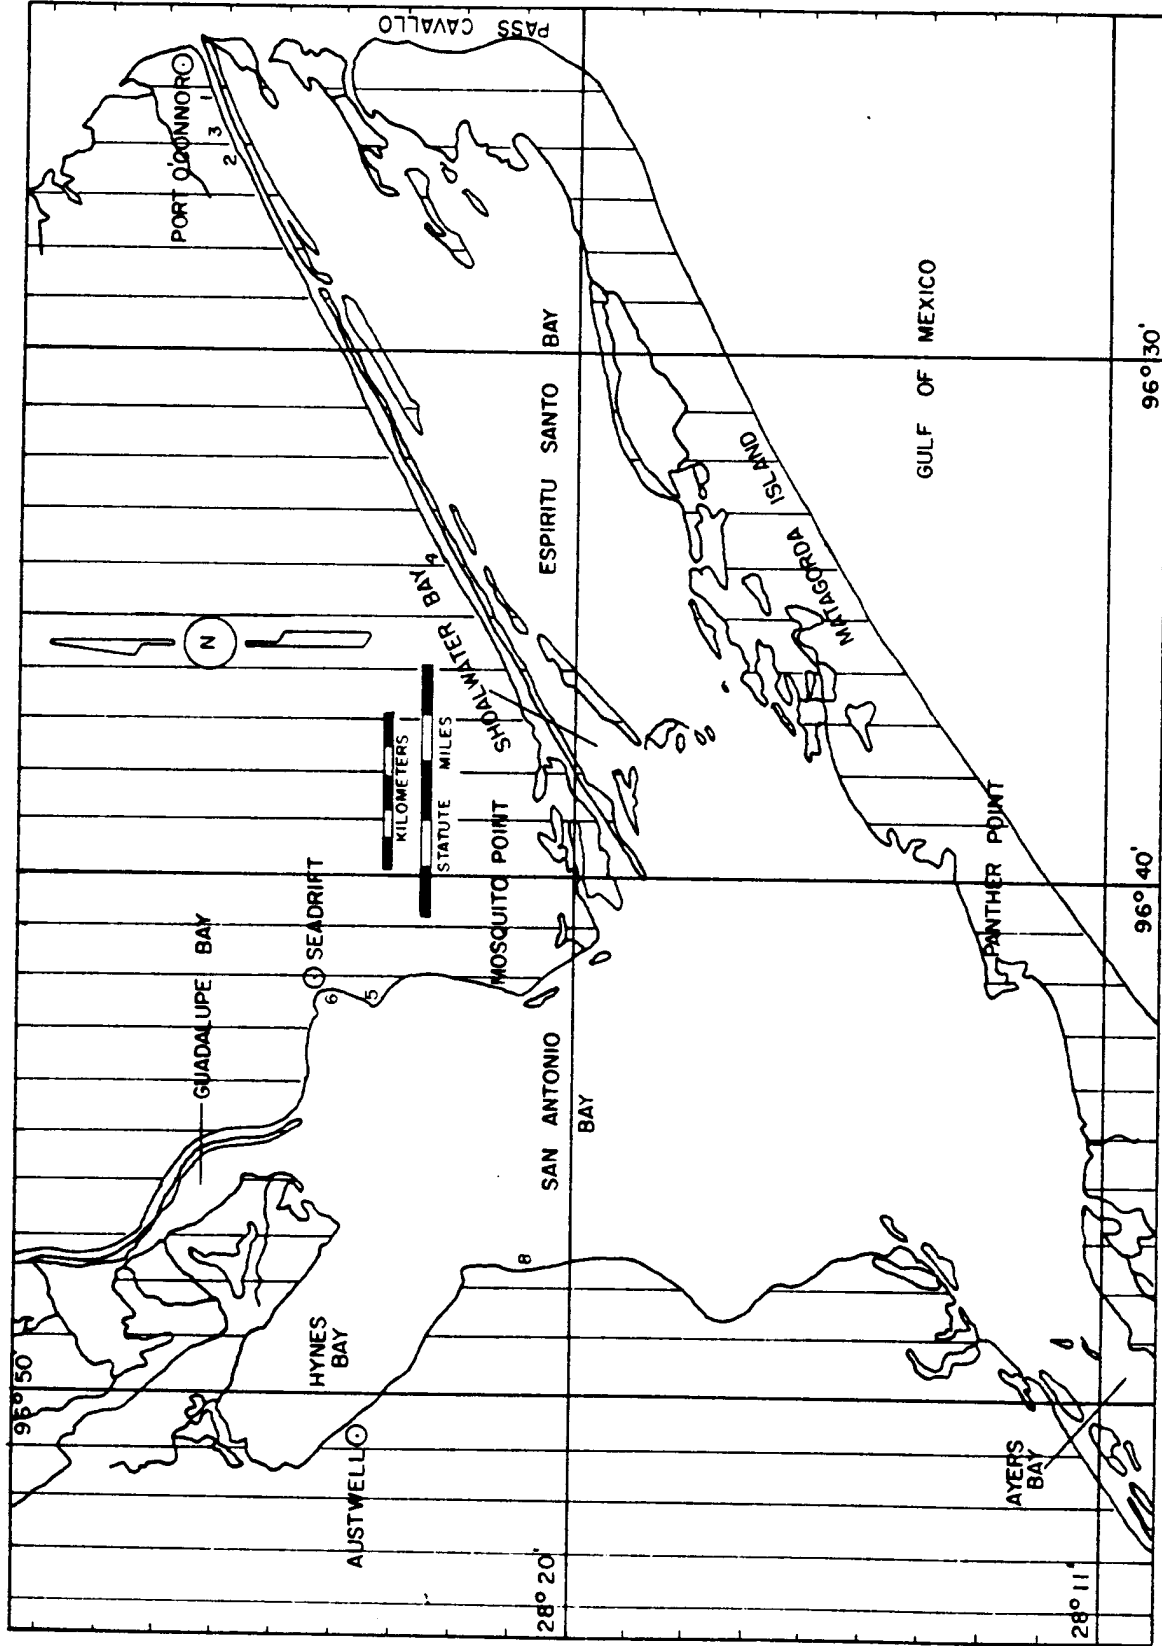 PASS CAVALLO
PORT O'CONNOR
1
3
2
GULF OF MEXICO
96° 30'
ESPIRITU SANTO BAY
MATAGORDA ISLAND
SHOALWATER BAY
4
N
KILOMETERS
STATUTE MILES
MOSQUITO POINT
PANTHER POINT
96° 40'
SEADRIFT
GUADALUPE BAY
6
5
SAN ANTONIO
BAY
8
HYNES
BAY
96° 50'
AUSTWELL
AYERS
BAY
28° 20'
28° 11'